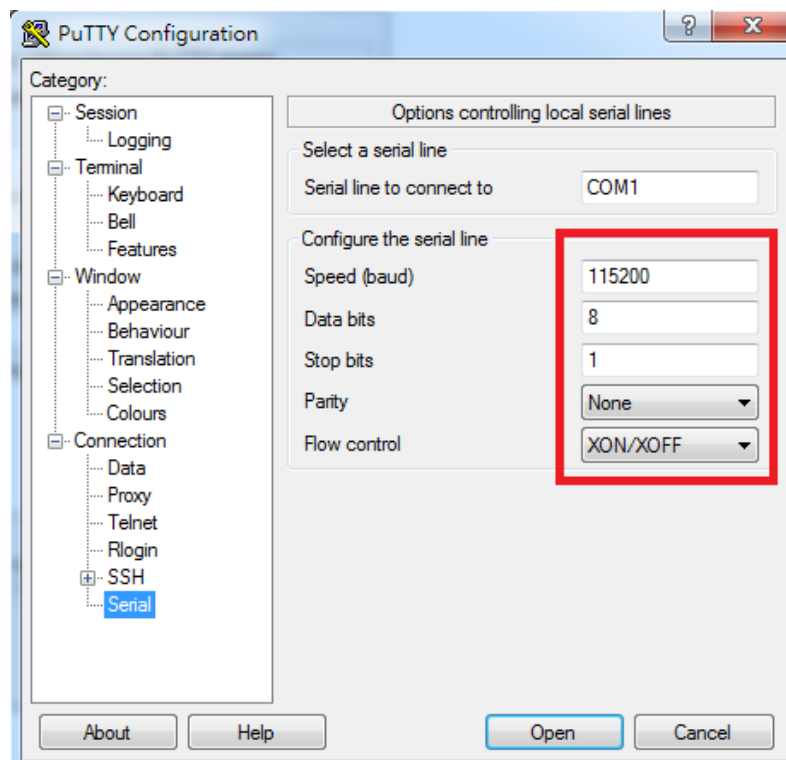 PuTTY Configuration
Category:
Session
Logging
Terminal
Keyboard
Bell
Features
Window
Appearance
Behaviour
Translation
Selection
Colours
Connection
Data
Proxy
Telnet
Rlogin
SSH
Serial
Options controlling local serial lines
Select a serial line
Serial line to connect to COM1
Configure the serial line
Speed (baud) 115200
Data bits 8
Stop bits 1
Parity None
Flow control XON/XOFF
About Help Open Cancel